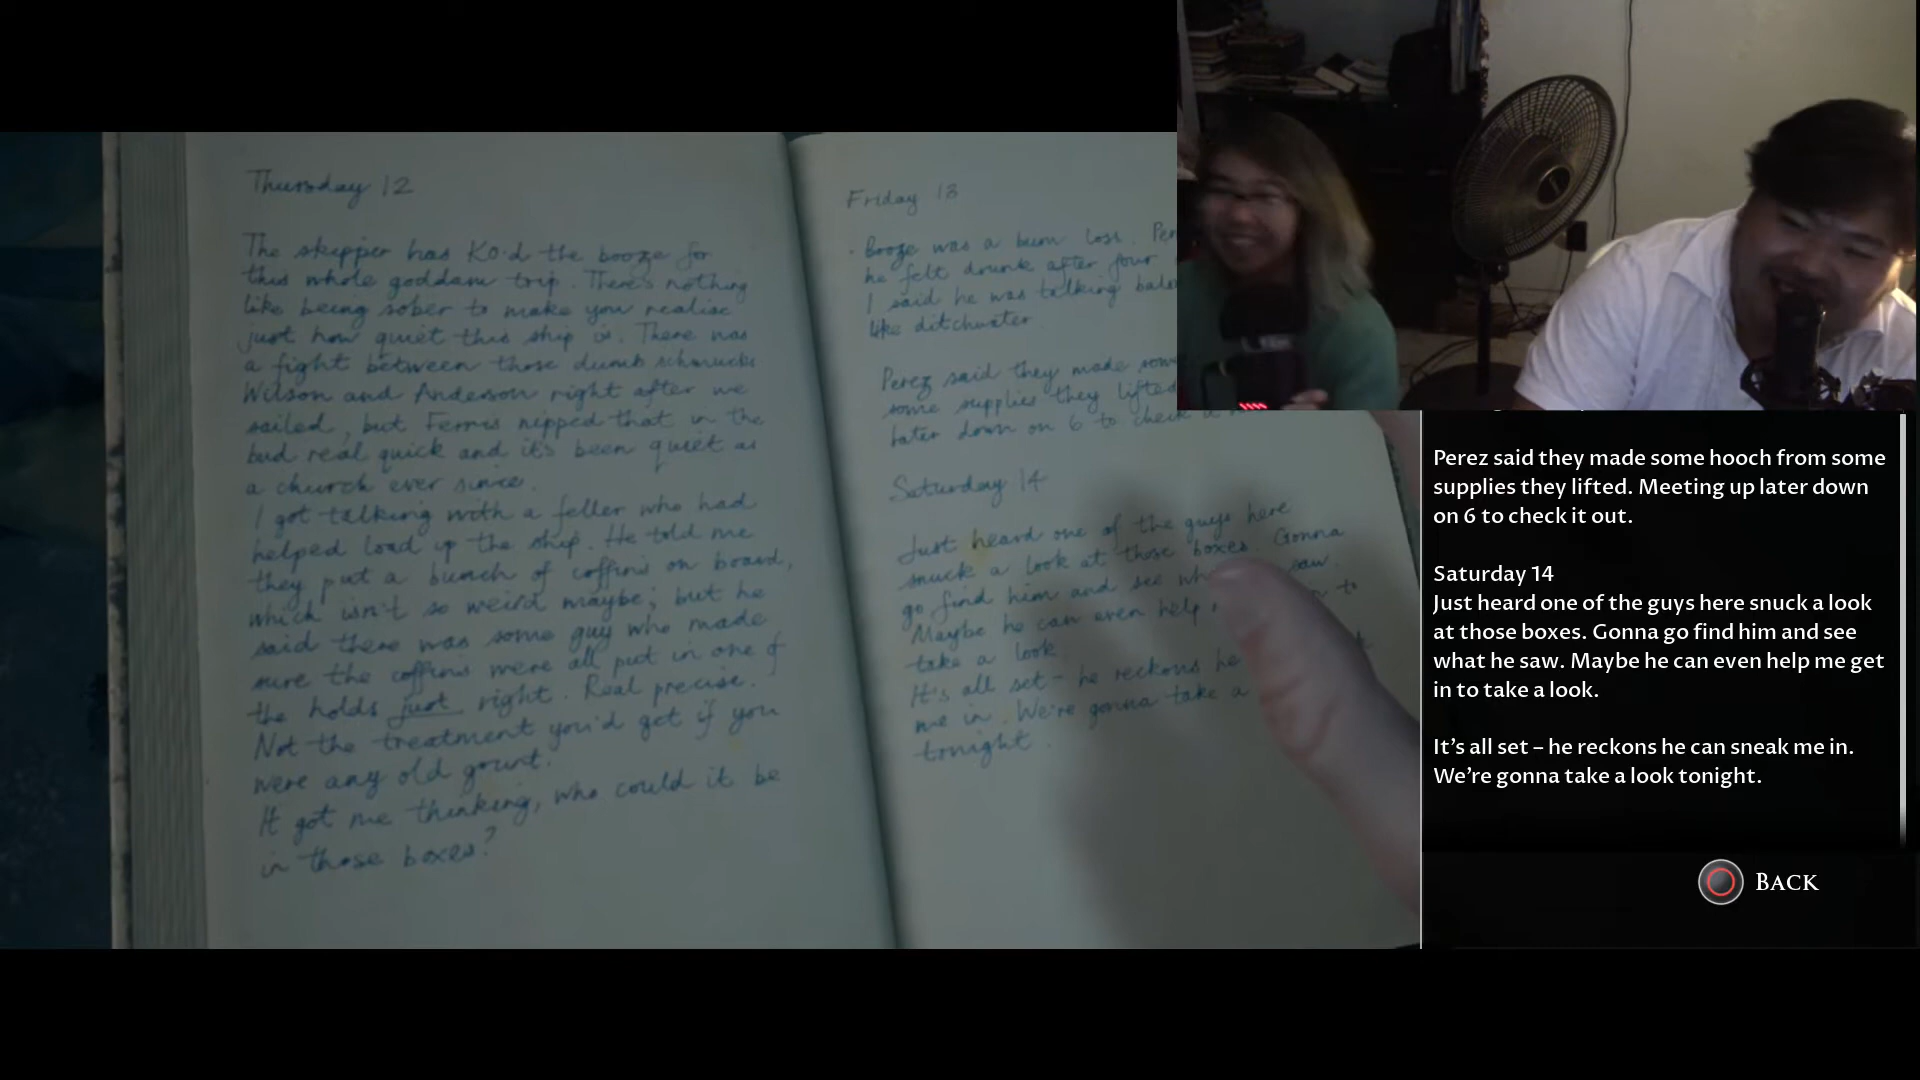 Thursday 12
The skipper has KO'd the booze for
this whole goddam trip. There's nothing
like being sober to make you realise
just how quiet this ship is. There was
a fight between those dumb schmucks
Wilson and Anderson right after we
sailed, but Ferris nipped that in the
bud real quick and it's been quiet as
a church ever since.
I got talking with a feller who had
helped load up the ship. He told me
they put a bunch of coffins on board,
which isn't so weird maybe, but he
said there was some guy who made
sure the coffins were all put in one of
the holds just right. Real precise.
Not the treatment you'd get if you
were any old grunt.
It got me thinking, who could it be
in those boxes?
Friday 13
Booze was a bum loss. Per
he felt drunk after four
I said he was talking
like ditchwater
Perez said they made som
some supplies they lifted
later down on 6 to check it
Saturday 14
Just heard one of the guys here
snuck a look at those boxes. Gonna
go find him and see wh saw.
Maybe he can even help to
take a look
It's all set - he reckons he
me in. We're gonna take a
tonight.
Perez said they made some hooch from some
supplies they lifted. Meeting up later down
on 6 to check it out.
Saturday 14
Just heard one of the guys here snuck a look
at those boxes. Gonna go find him and see
what he saw. Maybe he can even help me get
in to take a look.
It's all set – he reckons he can sneak me in.
We're gonna take a look tonight.
BACK